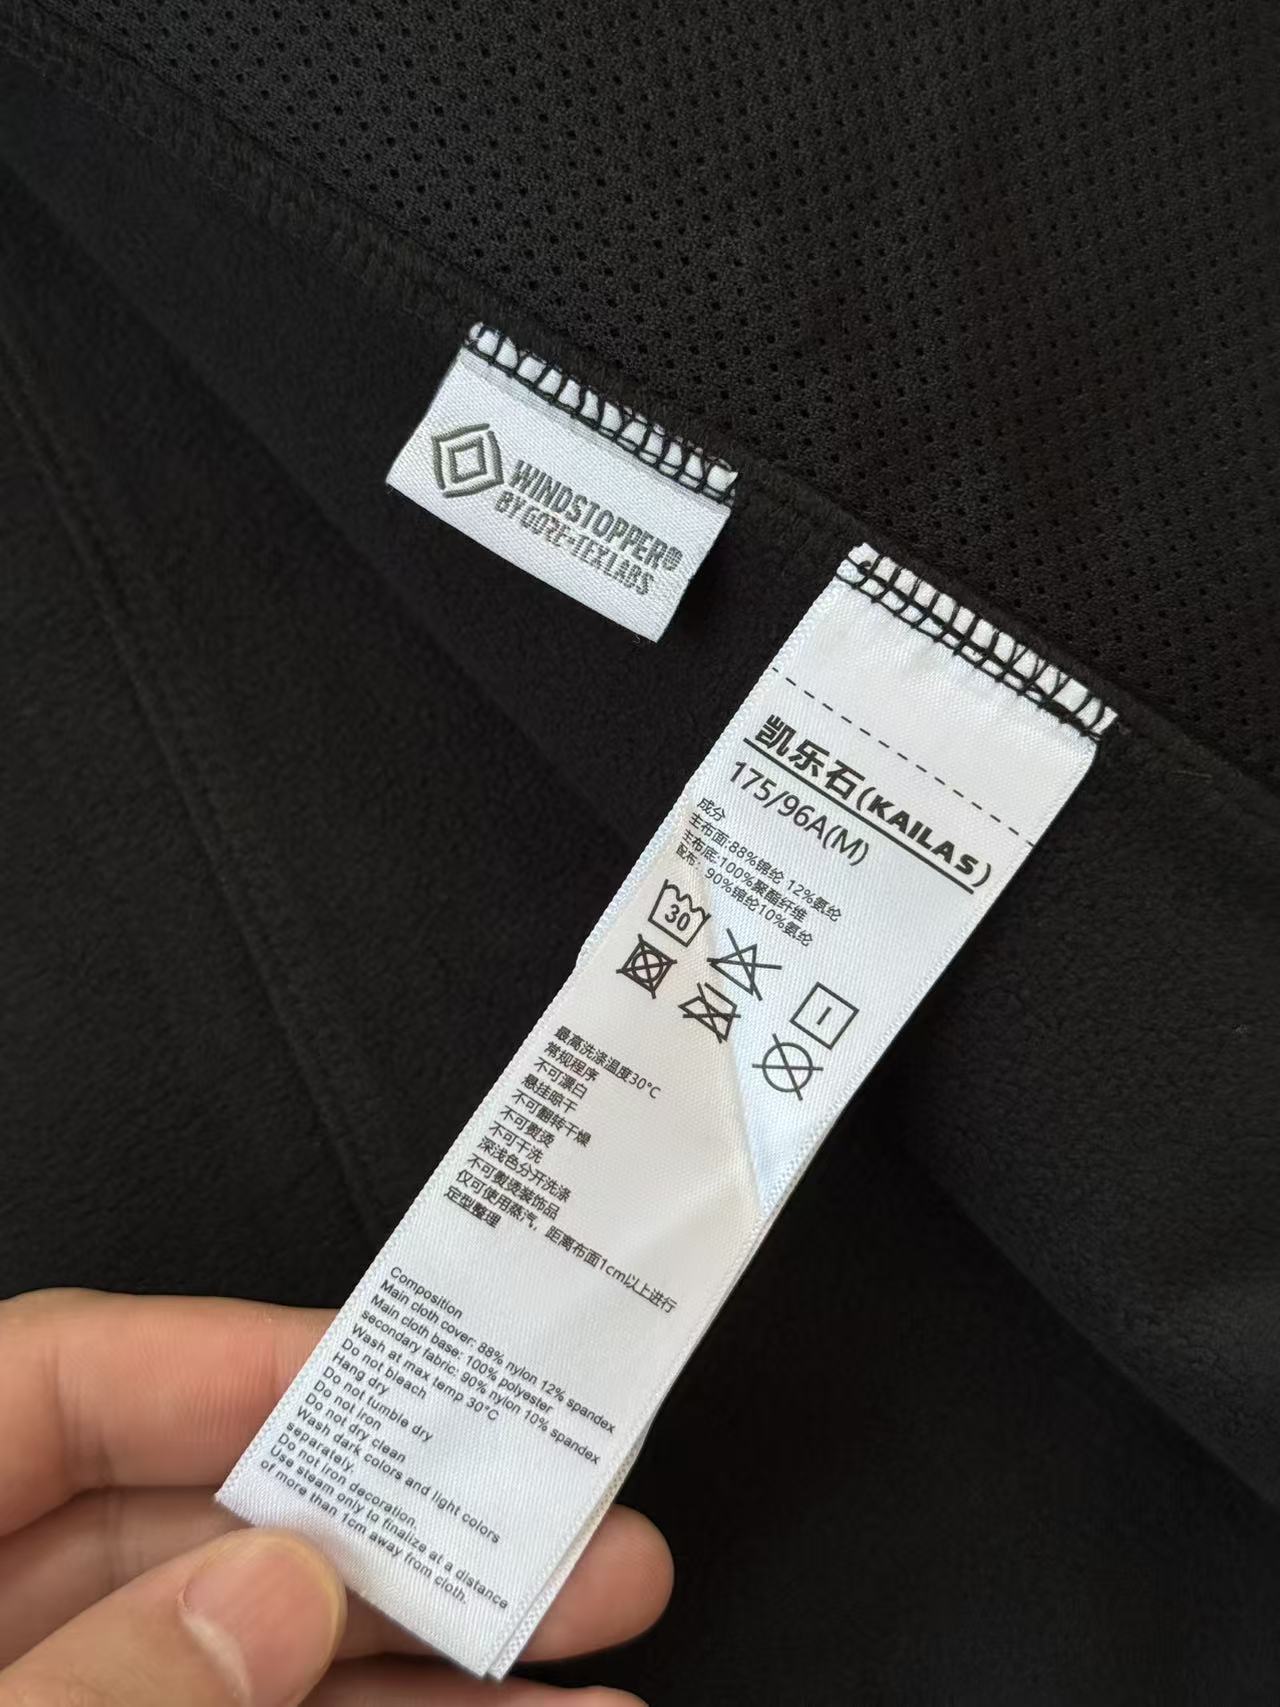 WINDSTOPPER®
BY GORE-TEX LABS
凯乐石(KAILAS)
175/96A(M)
成分
主布面:88%锦纶 12%氨纶
主布底:100%聚酯纤维
配布: 90%锦纶10%氨纶
30
最高洗涤温度30°C
常规程序
不可漂白
悬挂晾干
不可翻转干燥
不可熨烫
不可干洗
深浅色分开洗涤
不可熨烫装饰品
仅可使用蒸汽，距离布面1cm以上进行
定型整理
Composition
Main cloth cover: 88% nylon 12% spandex
Main cloth base: 100% polyester
secondary fabric: 90% nylon 10% spandex
Wash at max temp 30°C
Do not bleach
Hang dry
Do not tumble dry
Do not iron
Do not dry clean
Wash dark colors and light colors
separately.
Do not iron decoration.
Use steam only to finalize at a distance
of more than 1cm away from cloth.